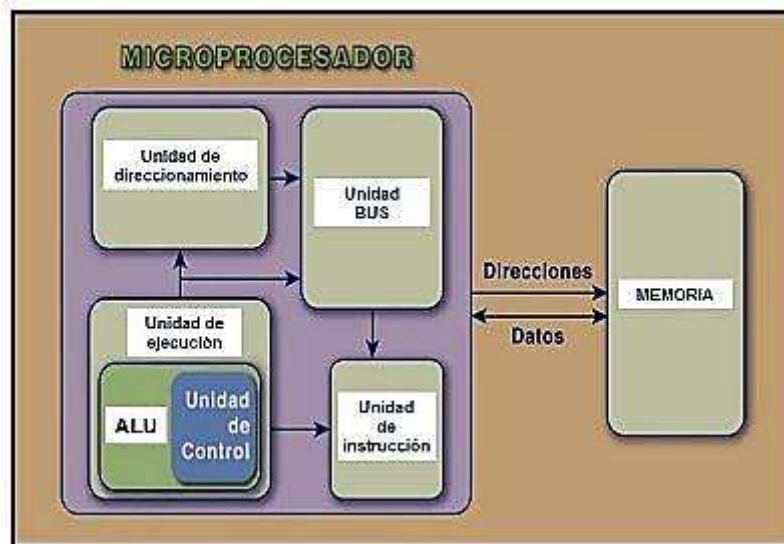 MICROPROCESADOR
Unidad de
direccionamiento
Unidad
BUS
Direcciones
Datos
MEMORIA
Unidad de
ejecución
ALU
Unidad
de
Control
Unidad
de
instrucción